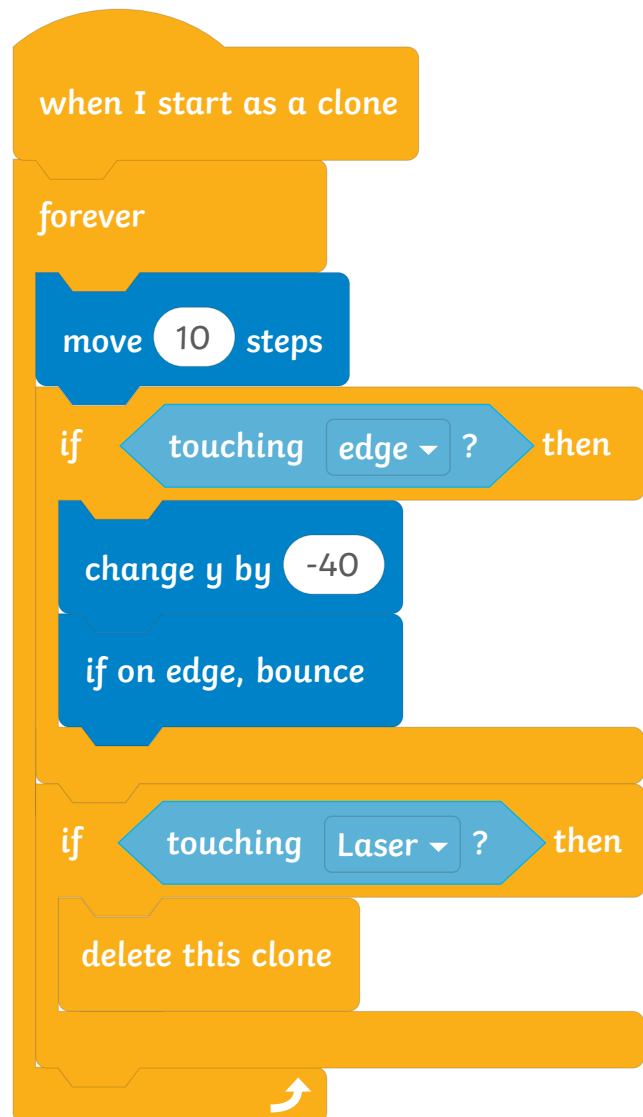 when I start as a clone
forever
move 10 steps
if touching edge ? then
change y by -40
if on edge, bounce
if touching Laser ? then
delete this clone